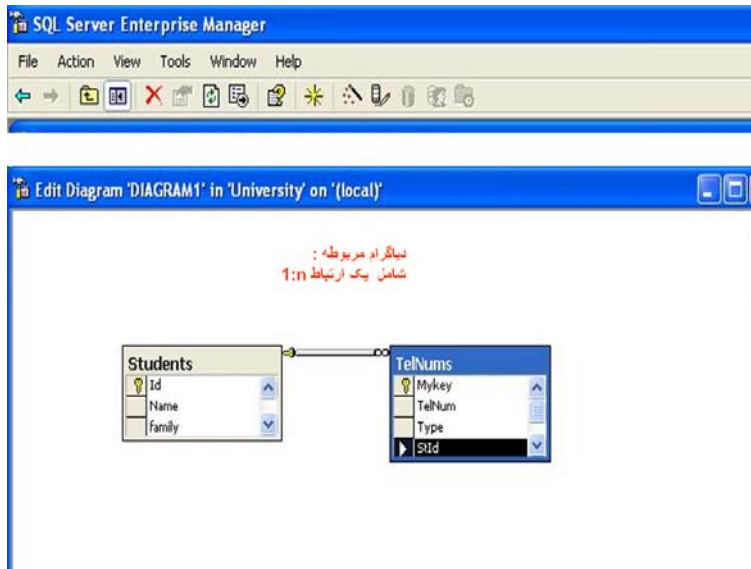 SQL Server Enterprise Manager
File Action View Tools Window Help
Edit Diagram 'DIAGRAM1' in 'University' on '(local)'
دیاگرام مربوطه :
شامل یک ارتباط 1:n
Students
Id
Name
family
TelNums
Mykey
TelNum
Type
StId